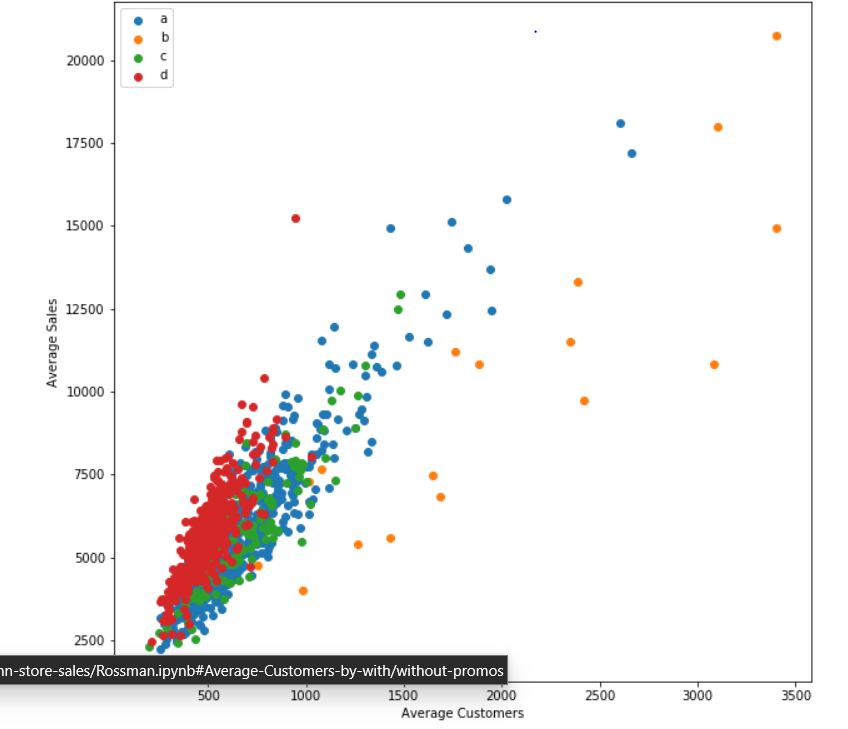 a
b
c
d
20000
17500
15000
12500
10000
7500
5000
2500
Average Sales
nn-store-sales/Rossman.ipynb#Average-Customers-by-with/without-promos
500
1000
1500
2000
2500
3000
3500
Average Customers